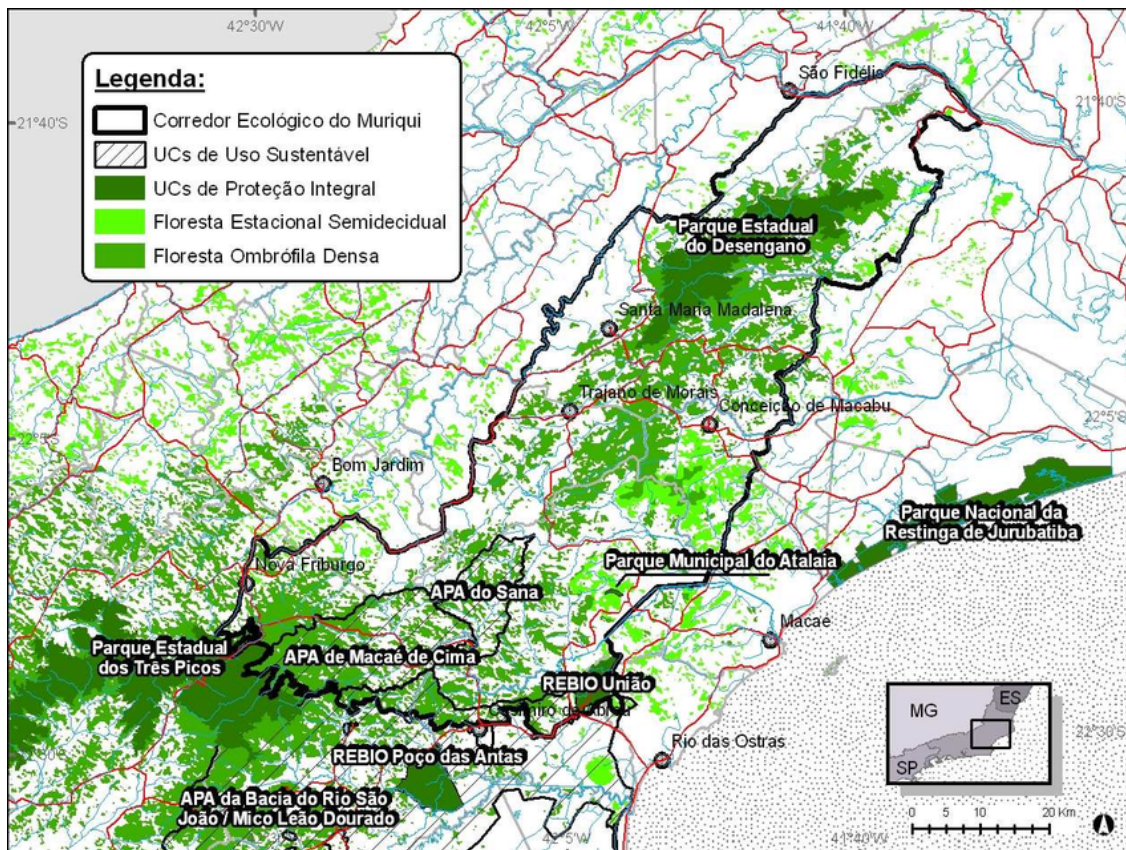 42°30'W
42°5'W
41°40'W
Legenda:
Corredor Ecológico do Muriqui
UCs de Uso Sustentável
UCs de Proteção Integral
Floresta Estacional Semidecidual
Floresta Ombrófila Densa
21°40'S
21°40'S
São Fidélis
Parque Estadual
do Desengano
Santa Maria Madalena
Trajano de Morais
Conceição de Macabu
22°5'S
22°5'S
Bom Jardim
Parque Nacional da
Restinga de Jurubatiba
Nova Friburgo
Parque Municipal do Atalaia
APA do Sana
Macaé
Parque Estadual
dos Três Picos
APA de Macaé de Cima
REBIO União
REBIO Poço das Antas
Rio das Ostras
22°30'S
APA da Bacia do Rio São
João / Mico Leão Dourado
42°5'W
41°40'W
MG
ES
SP
0 5 10 20 Km